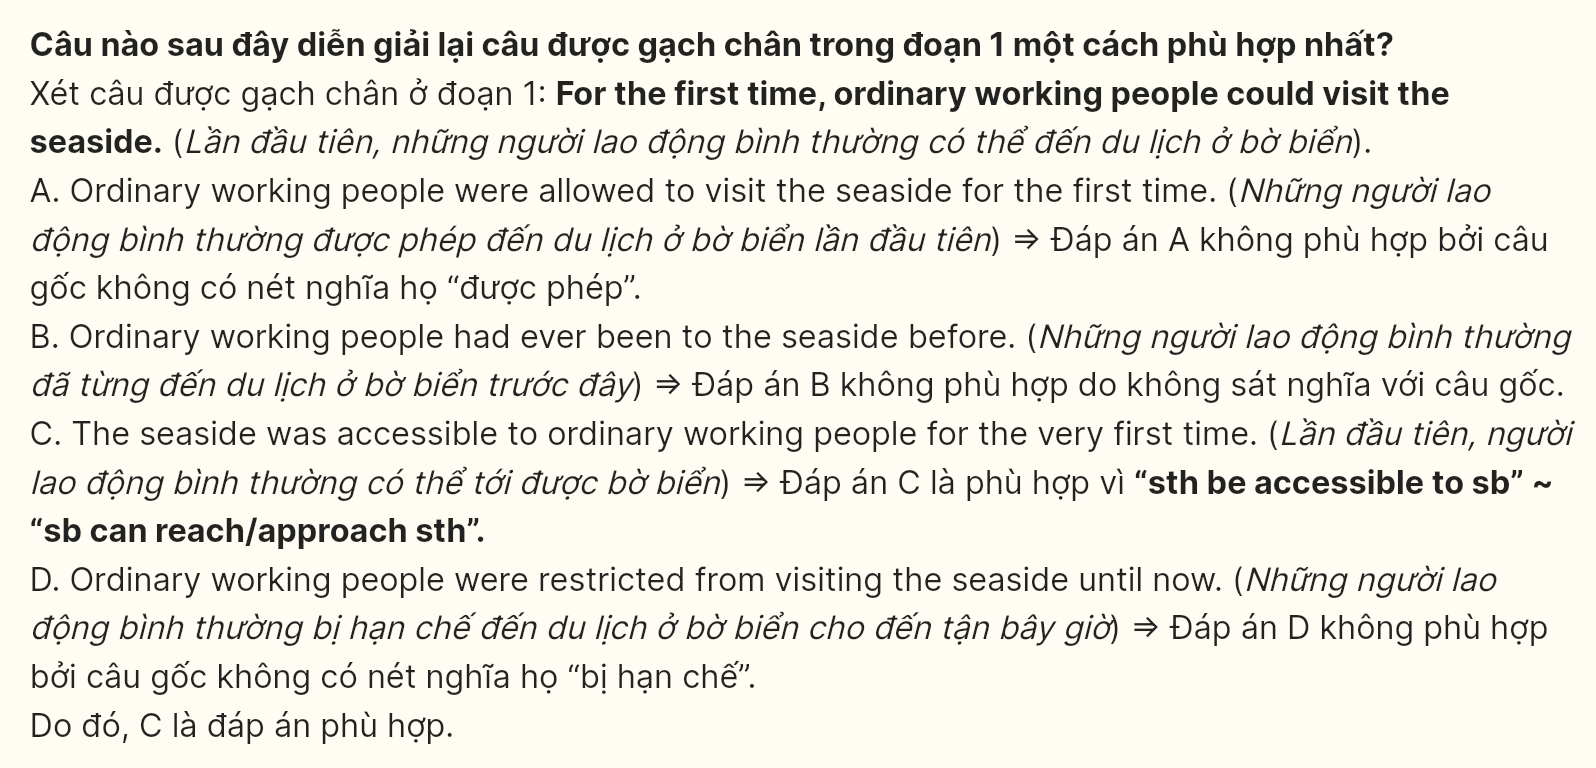 Câu nào sau đây diễn giải lại câu được gạch chân trong đoạn 1 một cách phù hợp nhất?
Xét câu được gạch chân ở đoạn 1: For the first time, ordinary working people could visit the
seaside. (Lần đầu tiên, những người lao động bình thường có thể đến du lịch ở bờ biển).
A. Ordinary working people were allowed to visit the seaside for the first time. (Những người lao
động bình thường được phép đến du lịch ở bờ biển lần đầu tiên) ⇒ Đáp án A không phù hợp bởi câu
gốc không có nét nghĩa họ “được phép”.
B. Ordinary working people had ever been to the seaside before. (Những người lao động bình thường
đã từng đến du lịch ở bờ biển trước đây) ⇒ Đáp án B không phù hợp do không sát nghĩa với câu gốc.
C. The seaside was accessible to ordinary working people for the very first time. (Lần đầu tiên, người
lao động bình thường có thể tới được bờ biển) ⇒ Đáp án C là phù hợp vì “sth be accessible to sb” ~
“sb can reach/approach sth”.
D. Ordinary working people were restricted from visiting the seaside until now. (Những người lao
động bình thường bị hạn chế đến du lịch ở bờ biển cho đến tận bây giờ) ⇒ Đáp án D không phù hợp
bởi câu gốc không có nét nghĩa họ “bị hạn chế”.
Do đó, C là đáp án phù hợp.